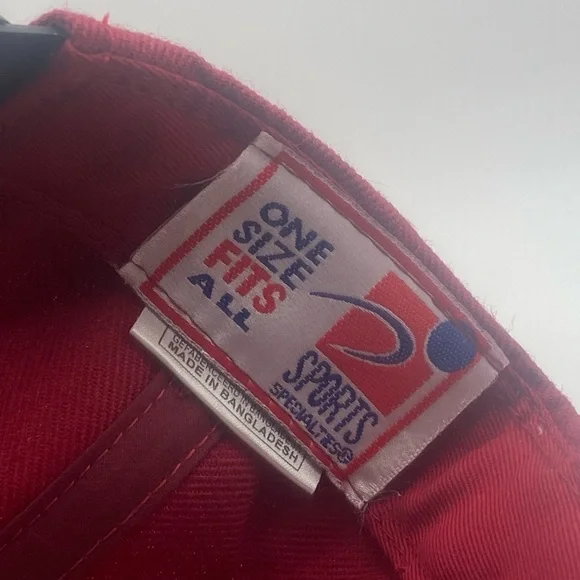 ONE
SIZE
FITS
ALL
SPORTS
SPECIALTIES®
MADE IN BANGLADESH